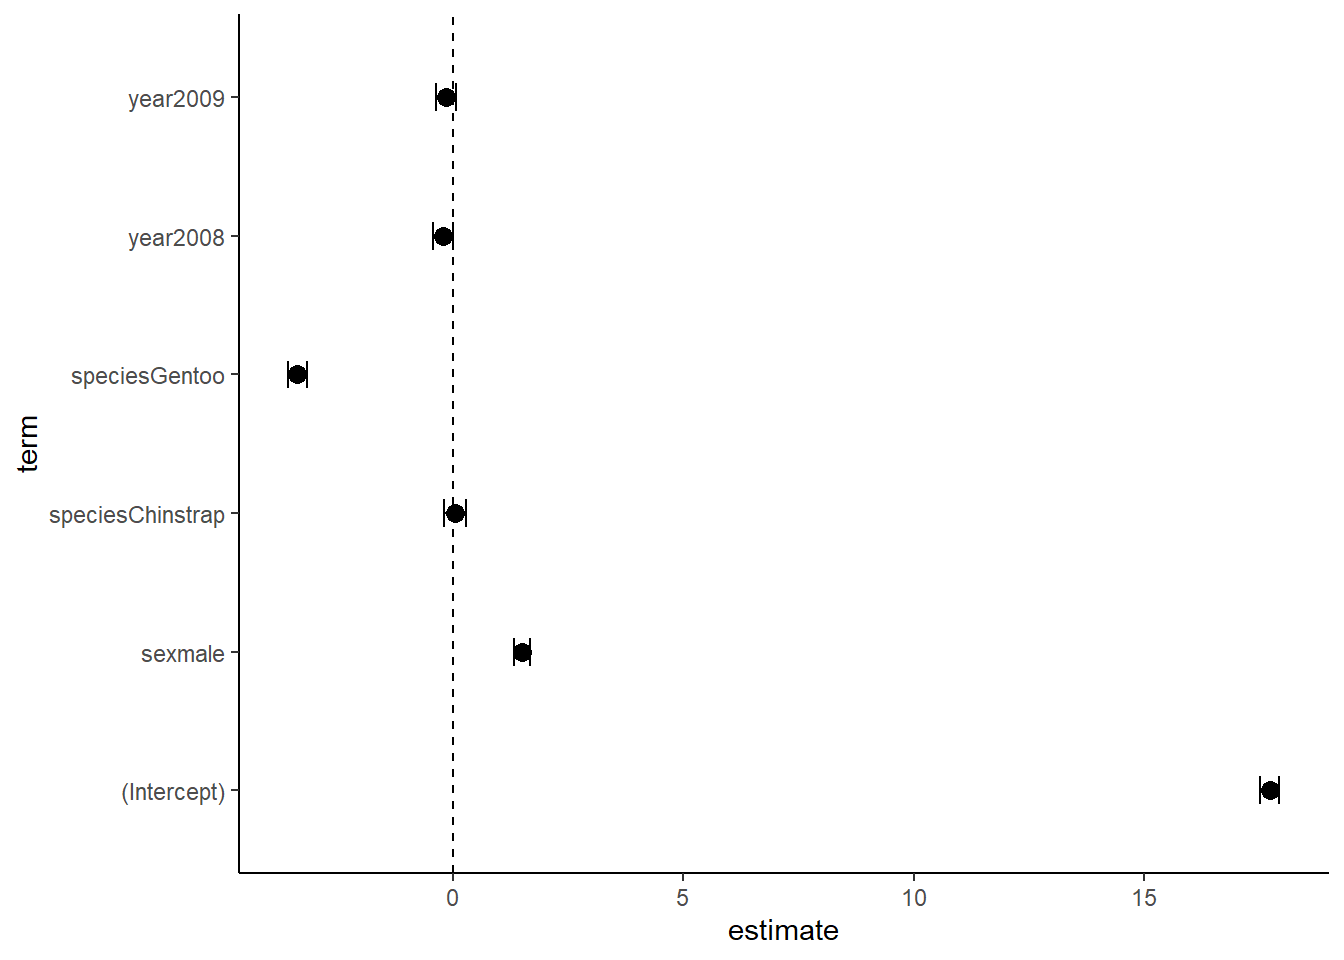 year2009
year2008
speciesGentoo
speciesChinstrap
sexmale
(Intercept)
term
0 5 10 15
estimate